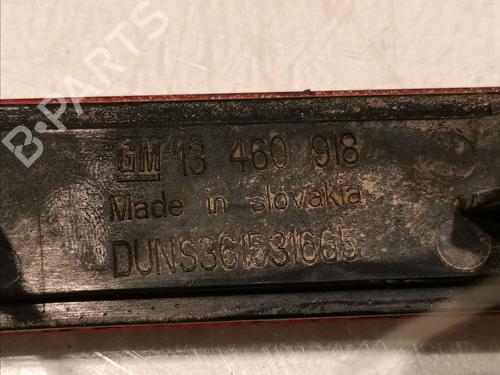 B-PARTS
GM 13 460 918
Made in slovakia
DUNS361531665